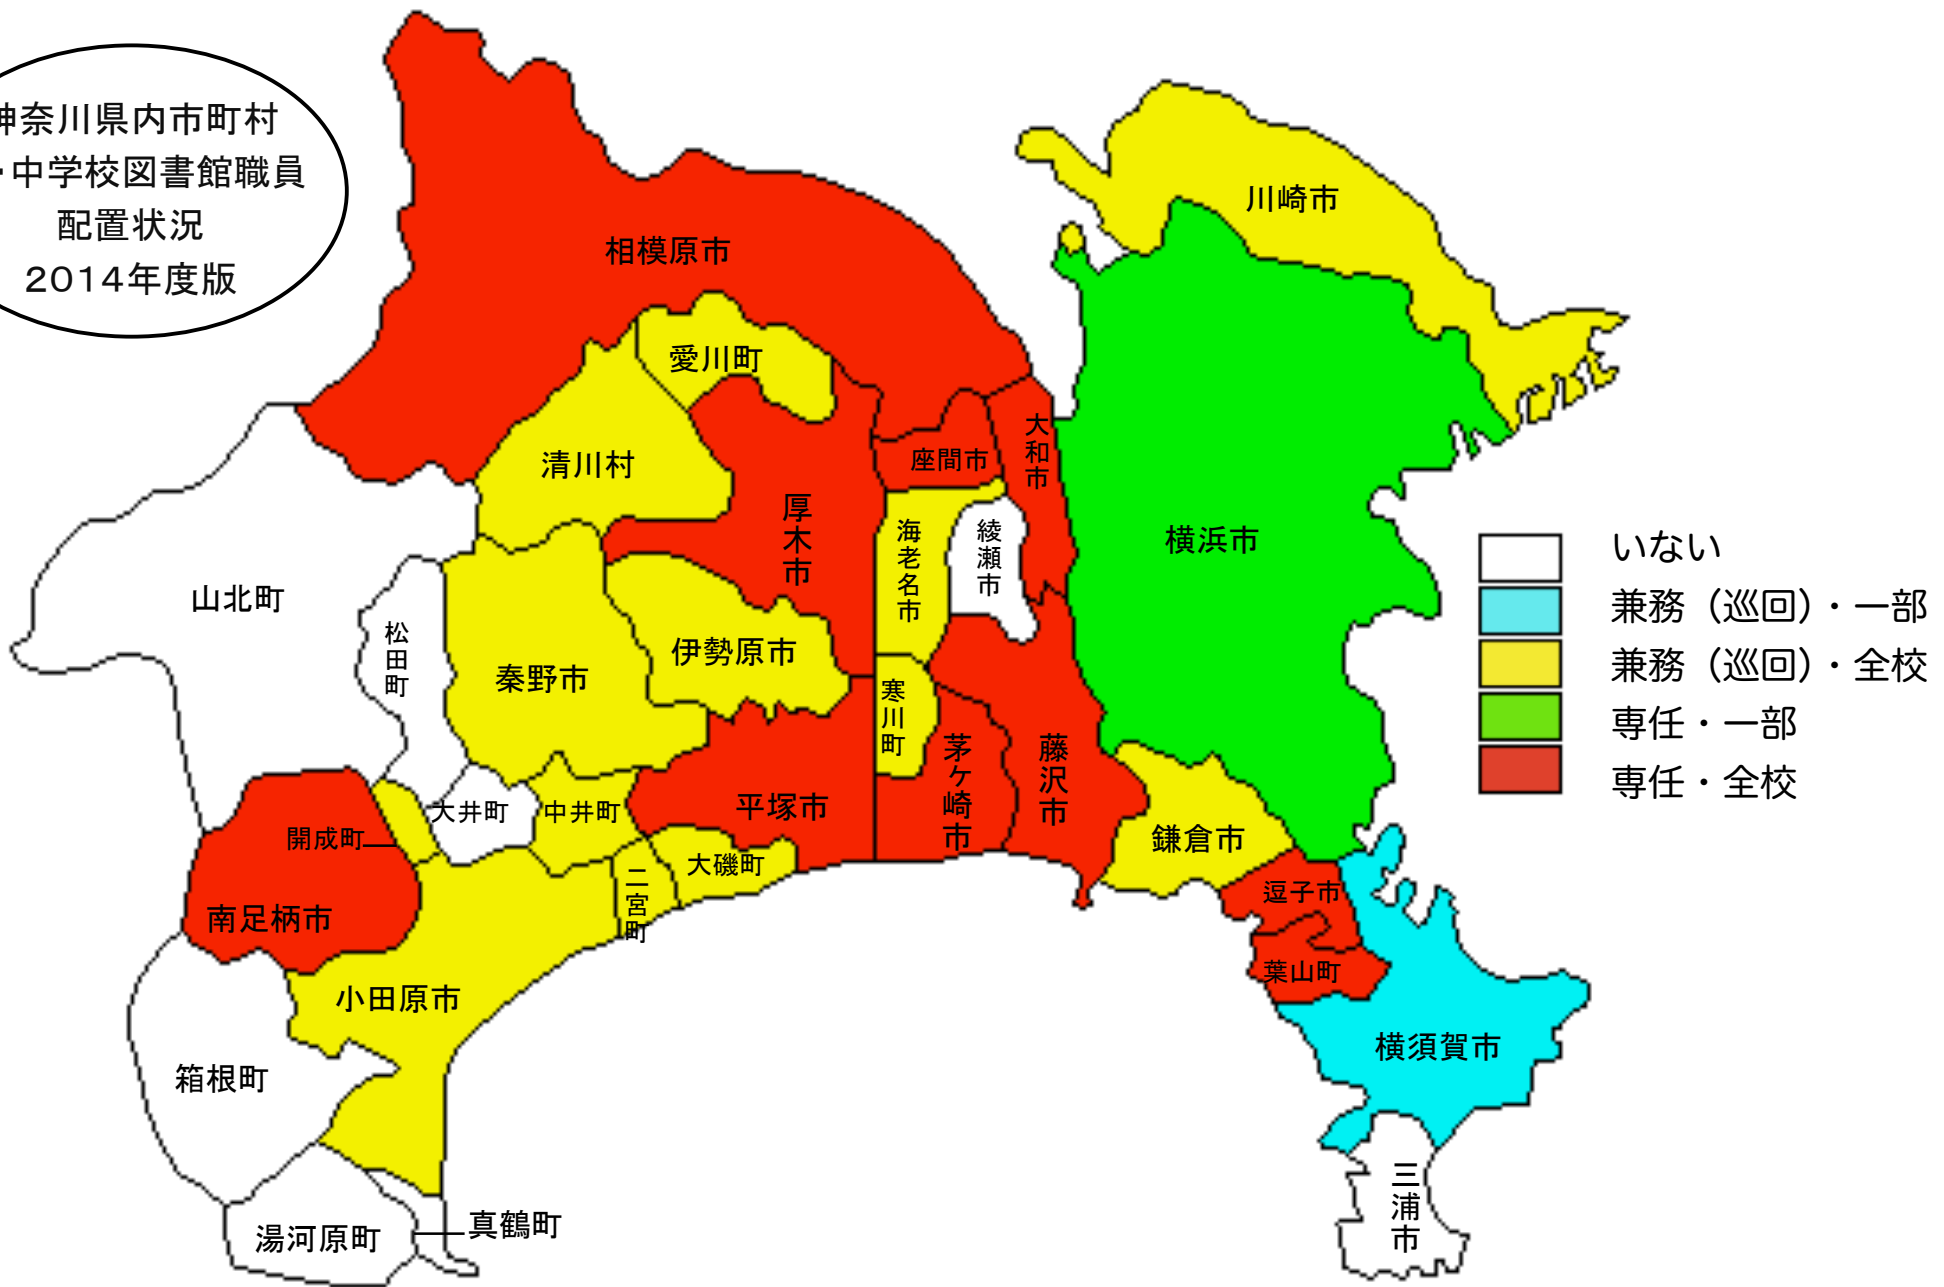 神奈川県内市町村
・中学校図書館職員
配置状況
2014年度版
川崎市
相模原市
愛川町
清川村
座間市
大和市
厚木市
海老名市
綾瀬市
横浜市
山北町
松田町
秦野市
伊勢原市
寒川町
茅ケ崎市
藤沢市
平塚市
大井町
中井町
開成町
大磯町
二宮町
鎌倉市
逗子市
葉山町
南足柄市
小田原市
箱根町
横須賀市
湯河原町
真鶴町
三浦市
いない
兼務（巡回）・一部
兼務（巡回）・全校
専任・一部
専任・全校